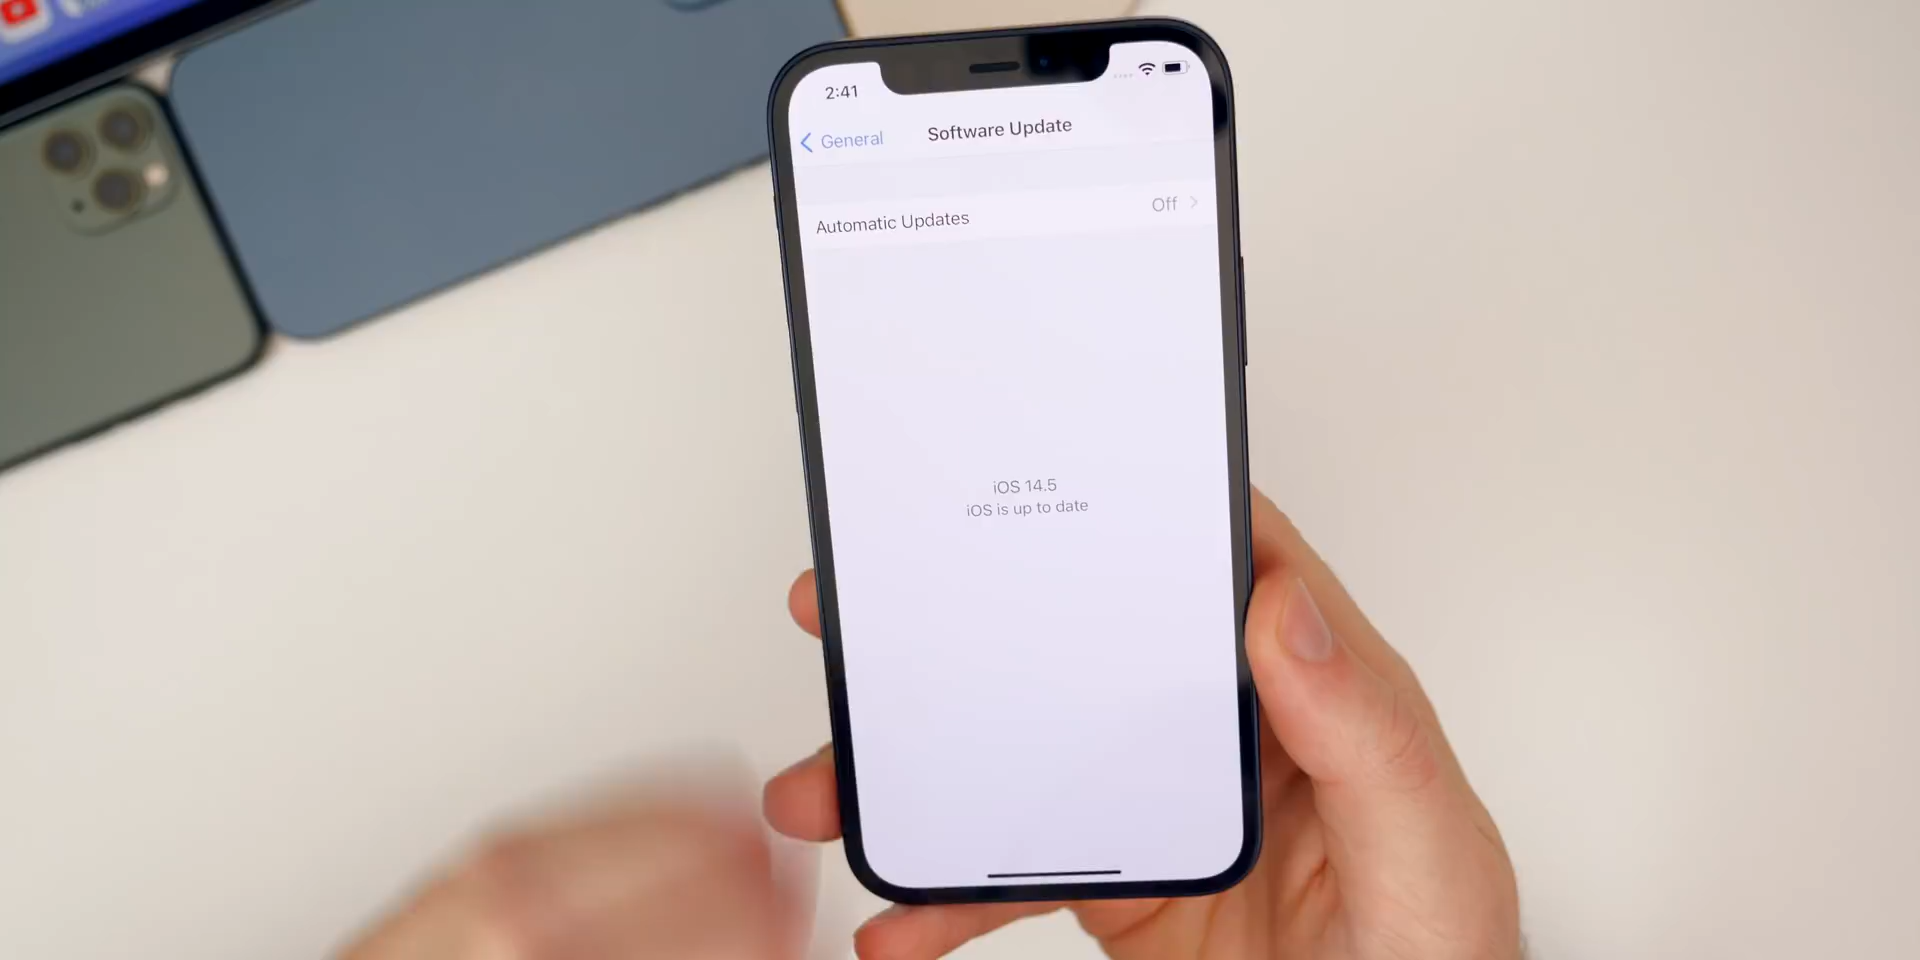 2:41
General
Software Update
Automatic Updates
Off
iOS 14.5
iOS is up to date